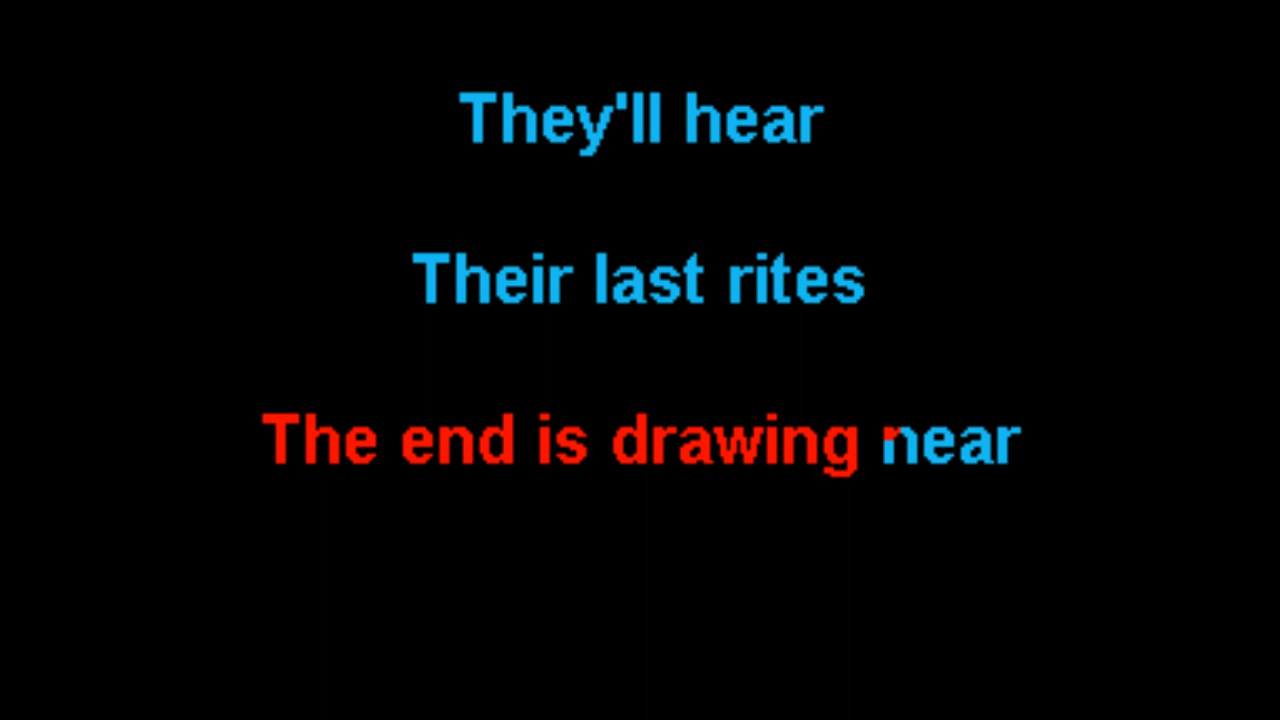 They'll hear
Their last rites
The end is drawing near